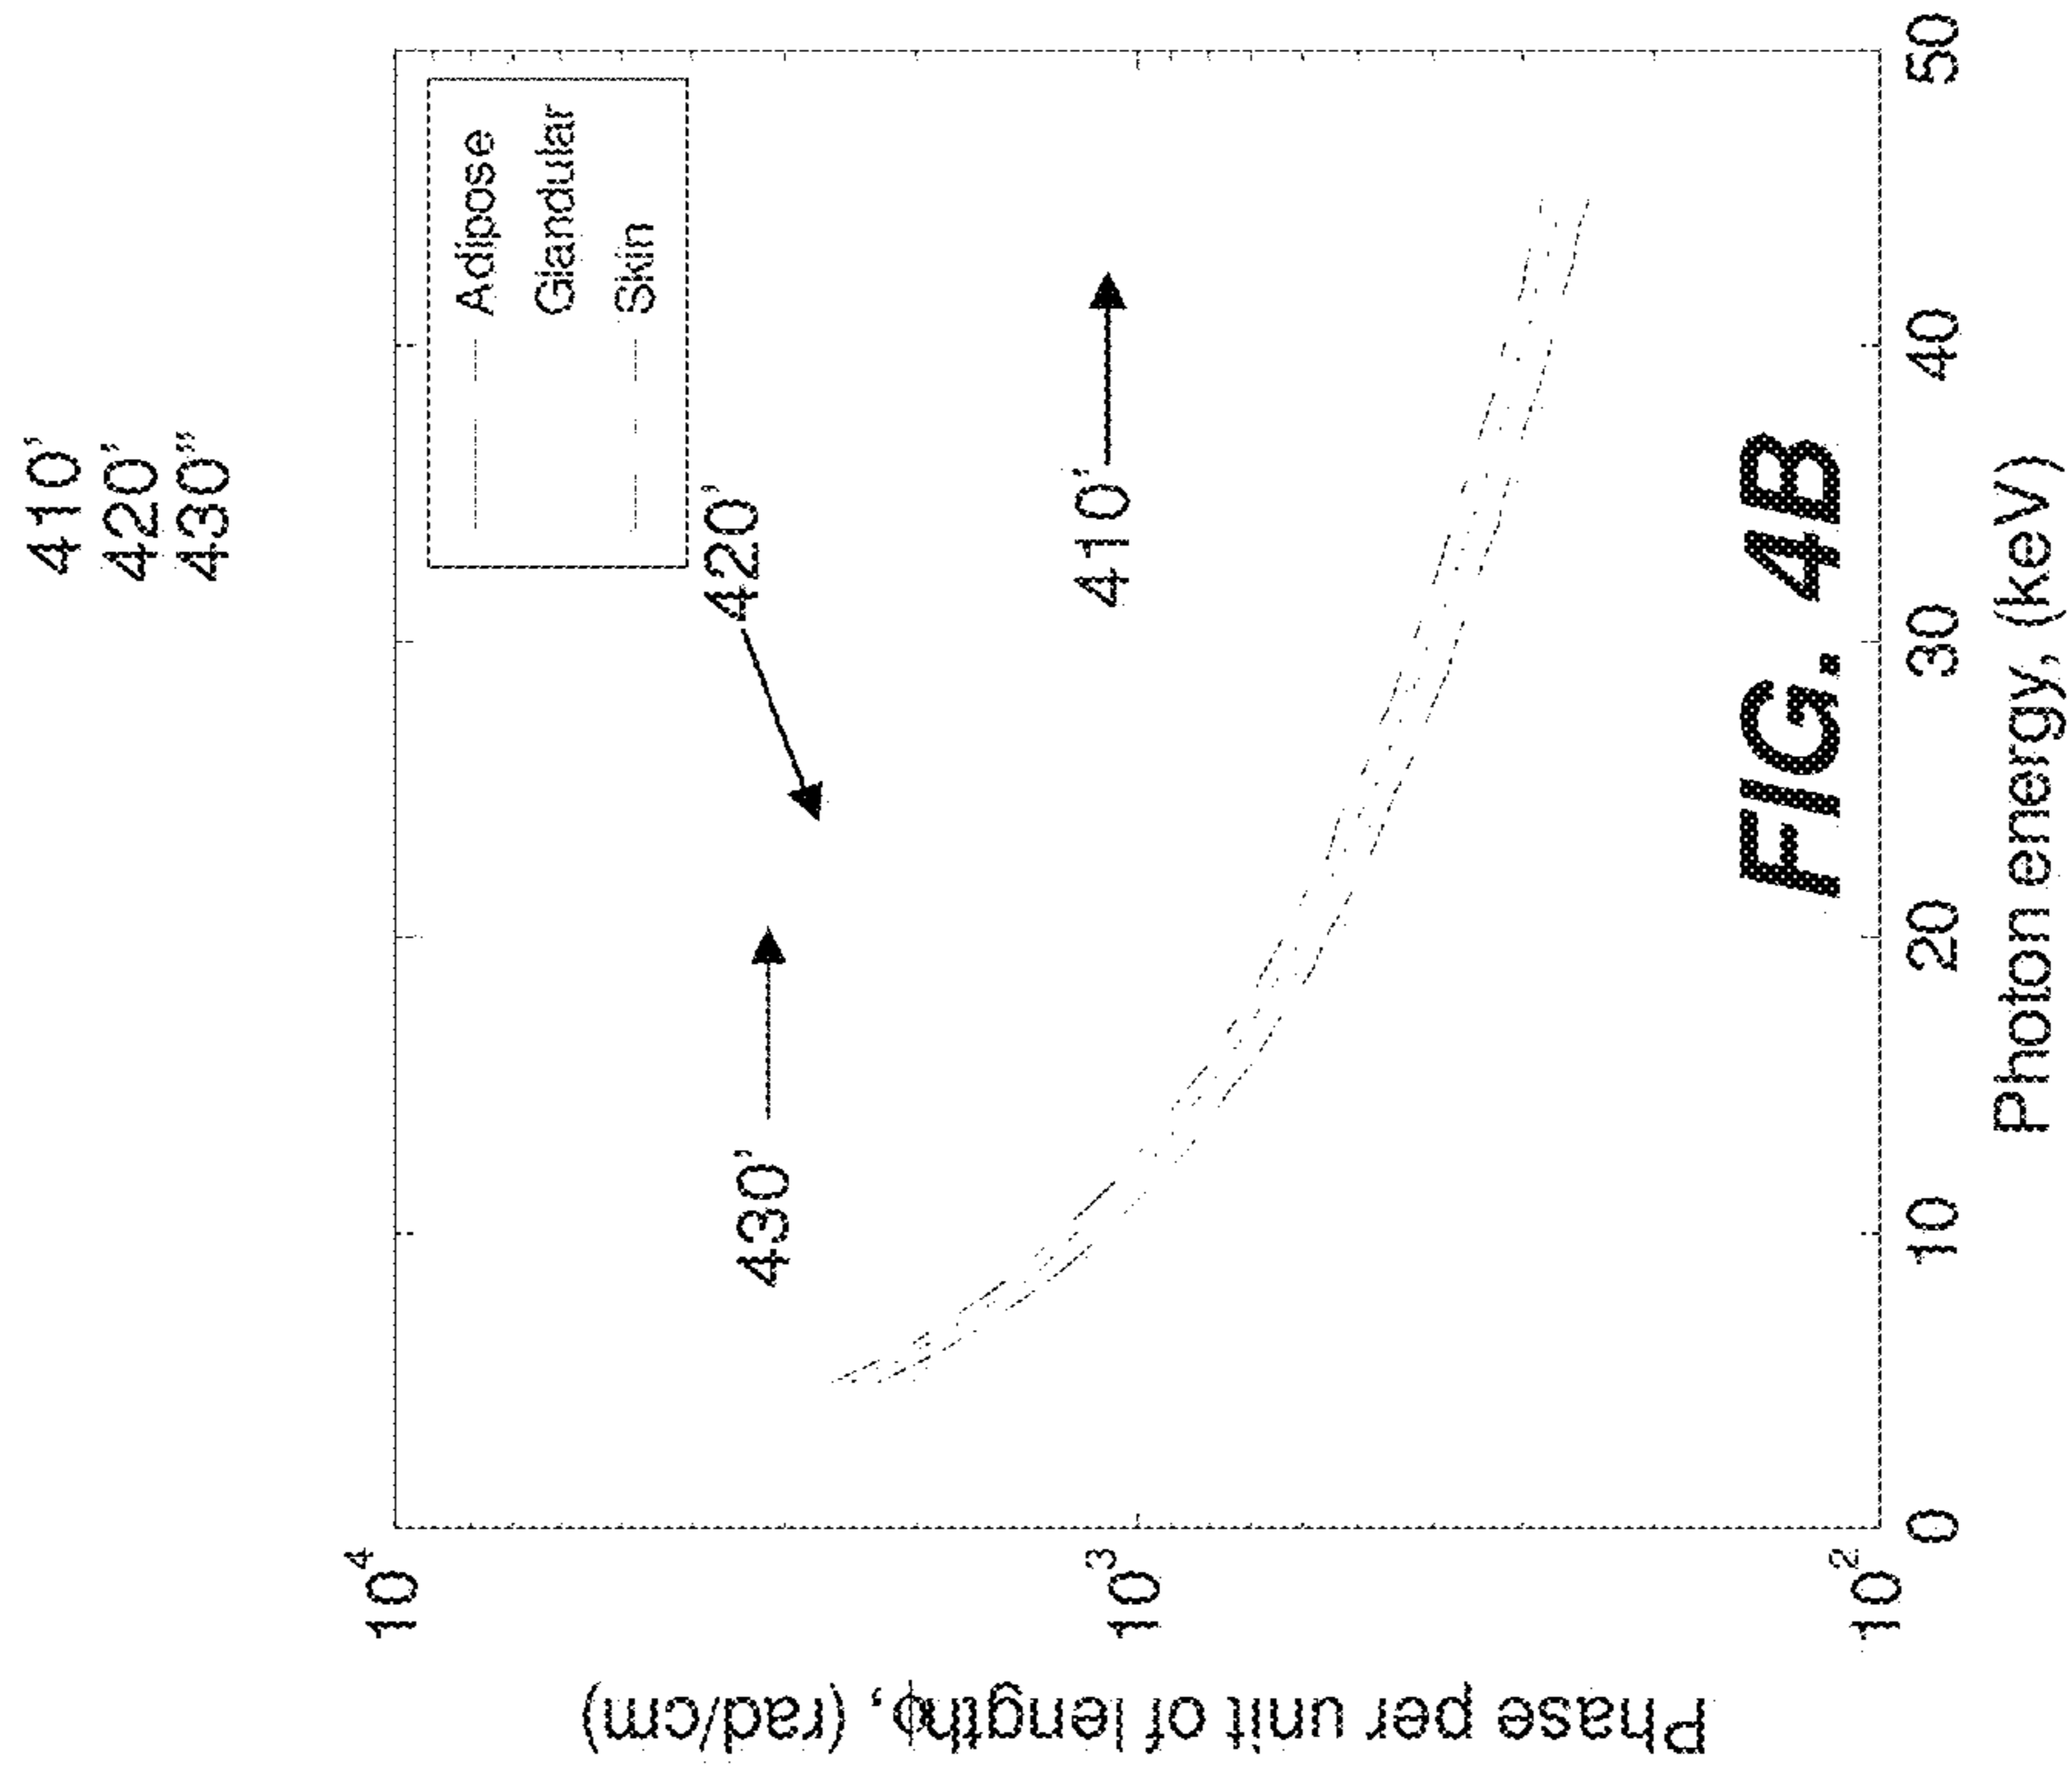 410'
420'
430"
Adipose
Glandular
Skin
420'
430'
410'
10^4
10^3
10^2
0
10
20
30
40
50
Phase per unit of length, ϕ (rad/cm)
Photon energy, (keV)
FIG. 4B